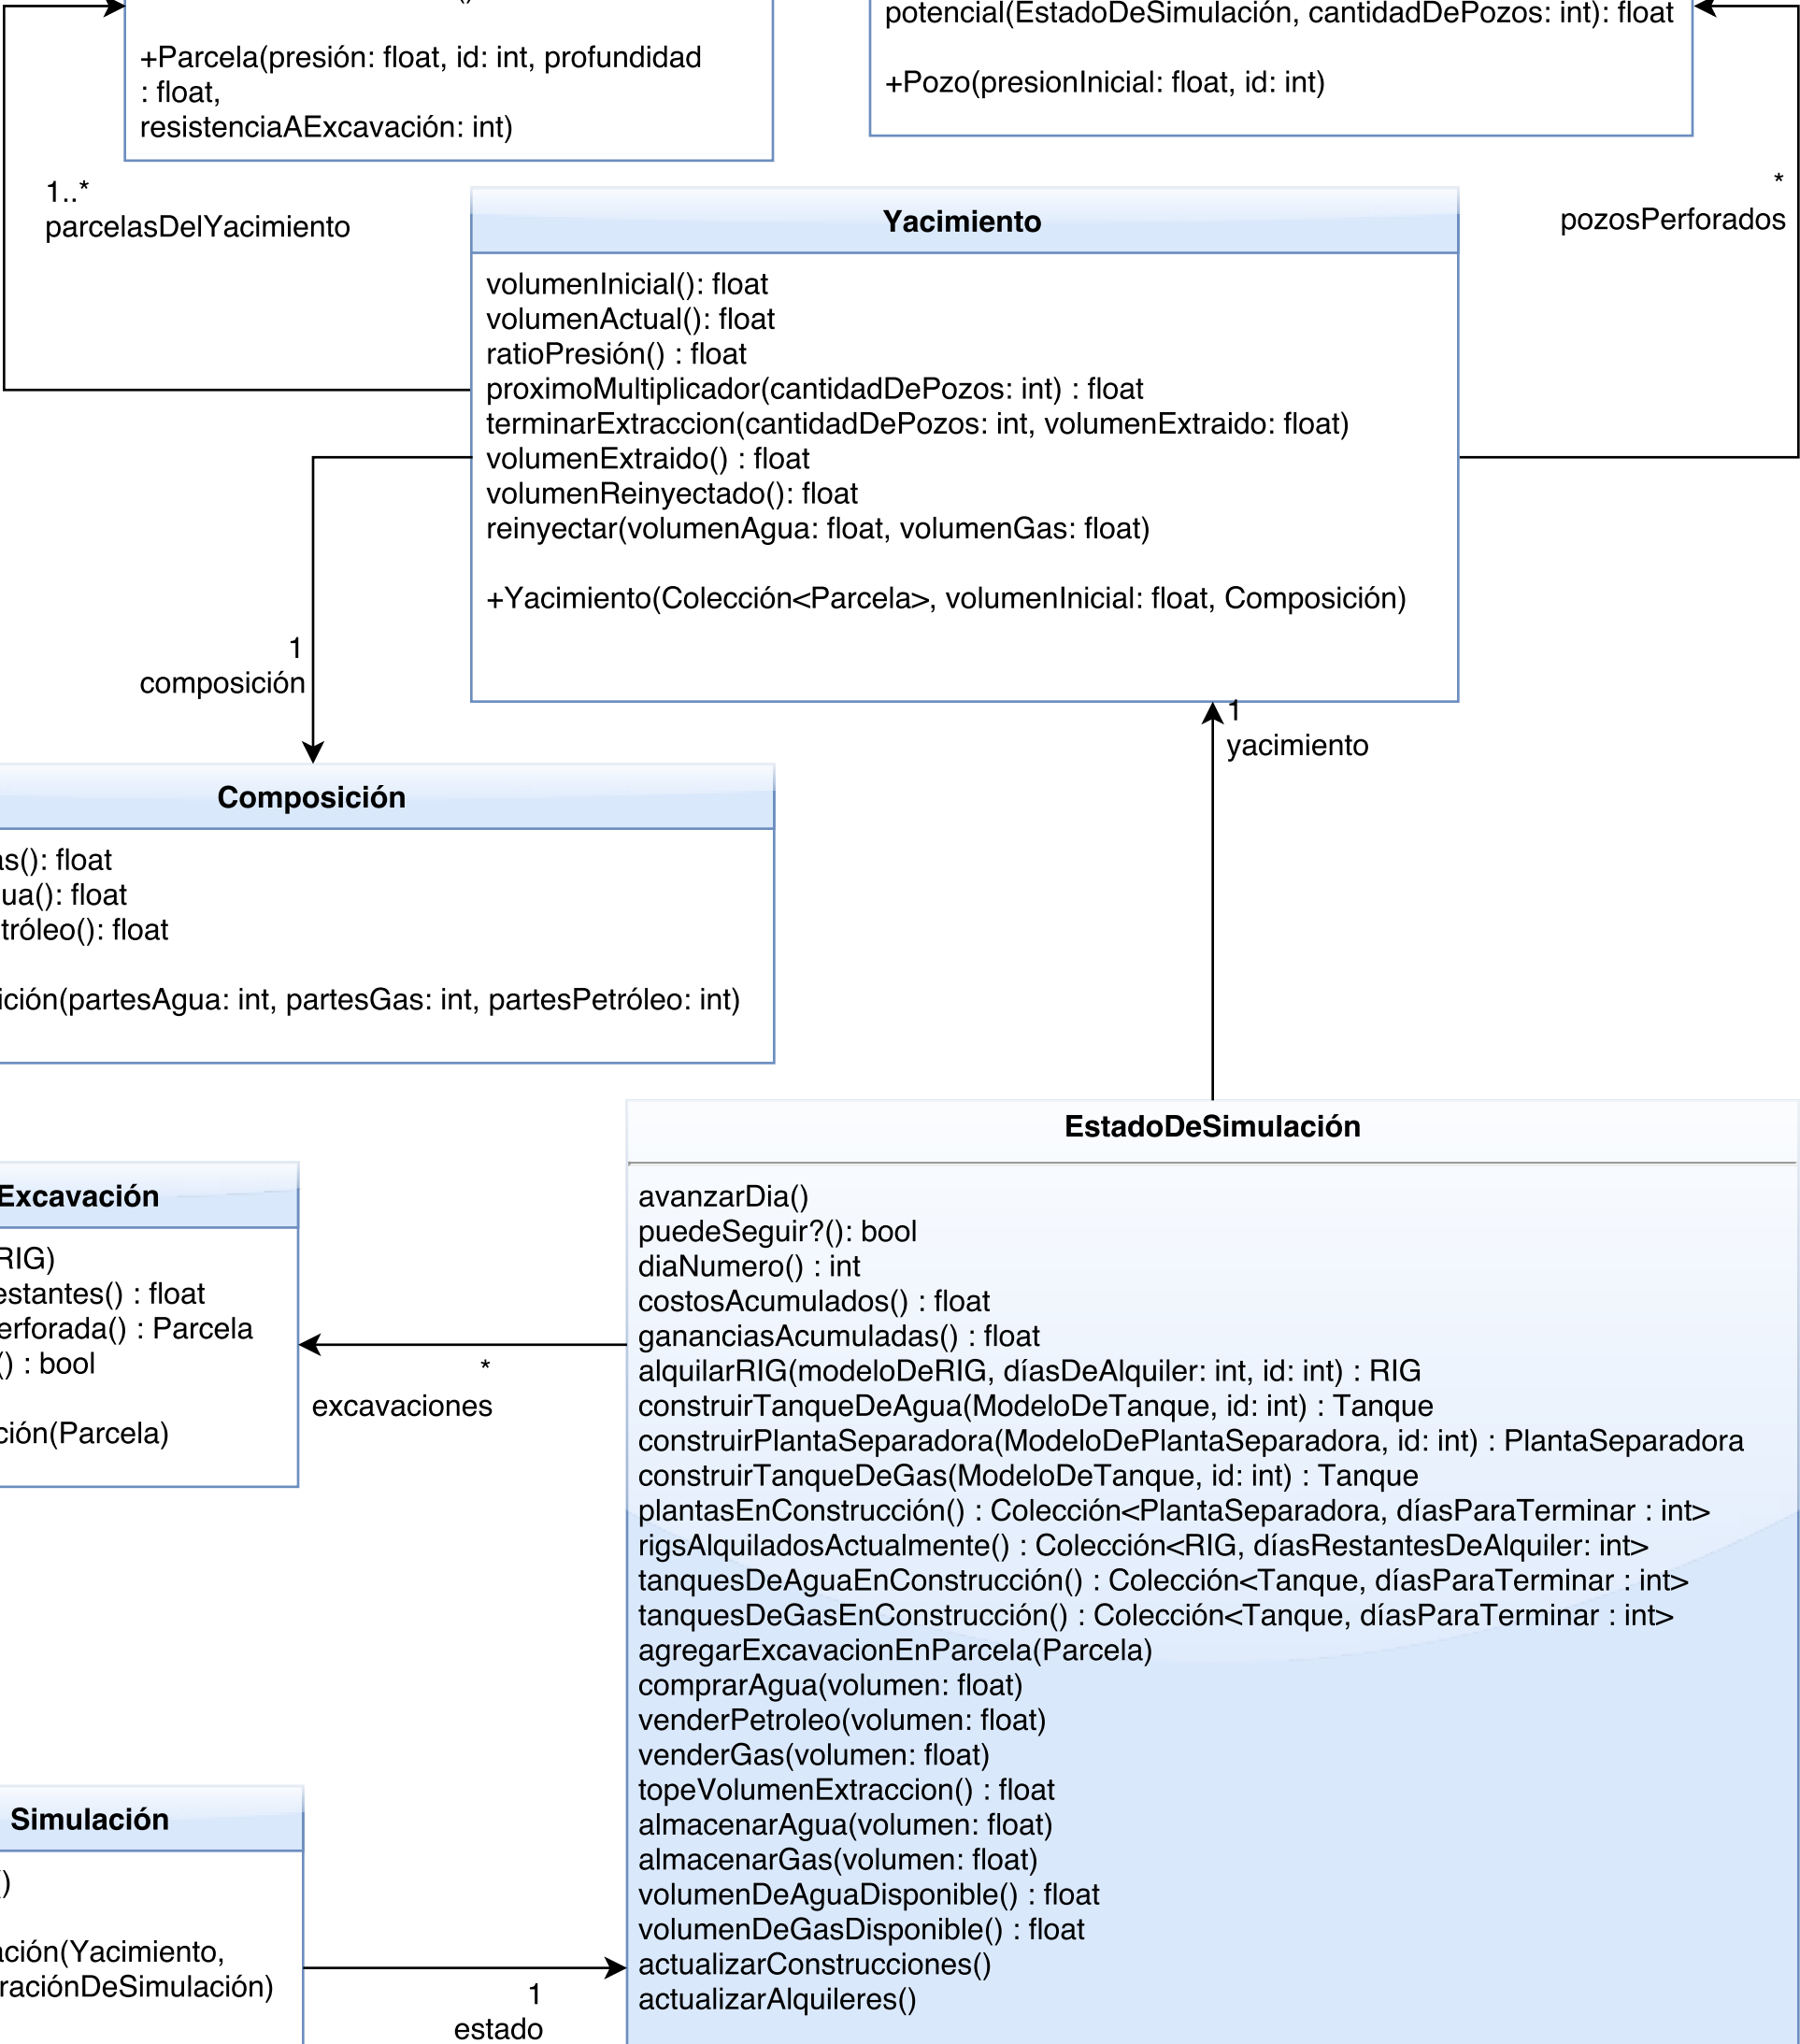 potencial(EstadoDeSimulación, cantidadDePozos: int): float
+Parcela(presión: float, id: int, profundidad
: float,
resistenciaAExcavación: int)
+Pozo(presionInicial: float, id: int)
1..*
parcelasDelYacimiento
*
pozosPerforados
Yacimiento
volumenInicial(): float
volumenActual(): float
ratioPresión() : float
proximoMultiplicador(cantidadDePozos: int) : float
terminarExtraccion(cantidadDePozos: int, volumenExtraido: float)
volumenExtraido() : float
volumenReinyectado(): float
reinyectar(volumenAgua: float, volumenGas: float)
+Yacimiento(Colección<Parcela>, volumenInicial: float, Composición)
1
composición
1
yacimiento
Composición
as(): float
ua(): float
tróleo(): float
ición(partesAgua: int, partesGas: int, partesPetróleo: int)
Excavación
RIG)
estantes() : float
erforada() : Parcela
() : bool
ción(Parcela)
*
excavaciones
EstadoDeSimulación
avanzarDia()
puedeSeguir?(): bool
diaNumero() : int
costosAcumulados() : float
gananciasAcumuladas() : float
alquilarRIG(modeloDeRIG, díasDeAlquiler: int, id: int) : RIG
construirTanqueDeAgua(ModeloDeTanque, id: int) : Tanque
construirPlantaSeparadora(ModeloDePlantaSeparadora, id: int) : PlantaSeparadora
construirTanqueDeGas(ModeloDeTanque, id: int) : Tanque
plantasEnConstrucción() : Colección<PlantaSeparadora, díasParaTerminar : int>
rigsAlquiladosActualmente() : Colección<RIG, díasRestantesDeAlquiler: int>
tanquesDeAguaEnConstrucción() : Colección<Tanque, díasParaTerminar : int>
tanquesDeGasEnConstrucción() : Colección<Tanque, díasParaTerminar : int>
agregarExcavacionEnParcela(Parcela)
comprarAgua(volumen: float)
venderPetroleo(volumen: float)
venderGas(volumen: float)
topeVolumenExtraccion() : float
almacenarAgua(volumen: float)
almacenarGas(volumen: float)
volumenDeAguaDisponible() : float
volumenDeGasDisponible() : float
actualizarConstrucciones()
actualizarAlquileres()
Simulación
()
ación(Yacimiento,
raciónDeSimulación)
1
estado